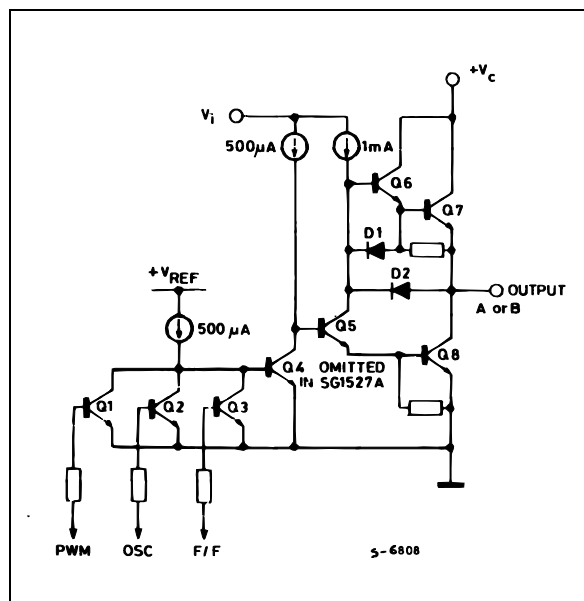 +Vc
Vi
500µA
1mA
Q6
Q7
D1
D2
+VREF
500 µA
OUTPUT
A or B
Q5
Q8
Q4 OMITTED
IN SG1527A
Q1
Q2
Q3
PWM
OSC
F/F
S-6808